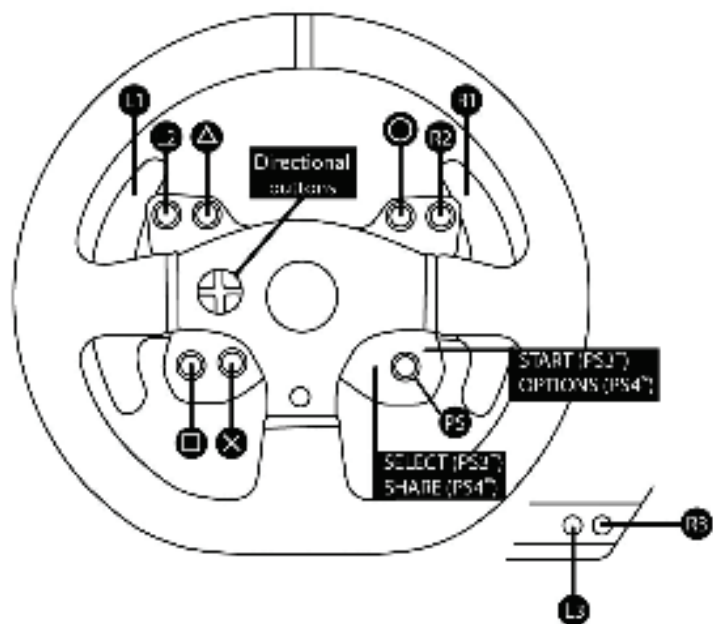 L1
R1
L2
R2
Directional
buttons
START (PS3™)
OPTIONS (PS4™)
PS
SELECT (PS3™)
SHARE (PS4™)
R3
L3